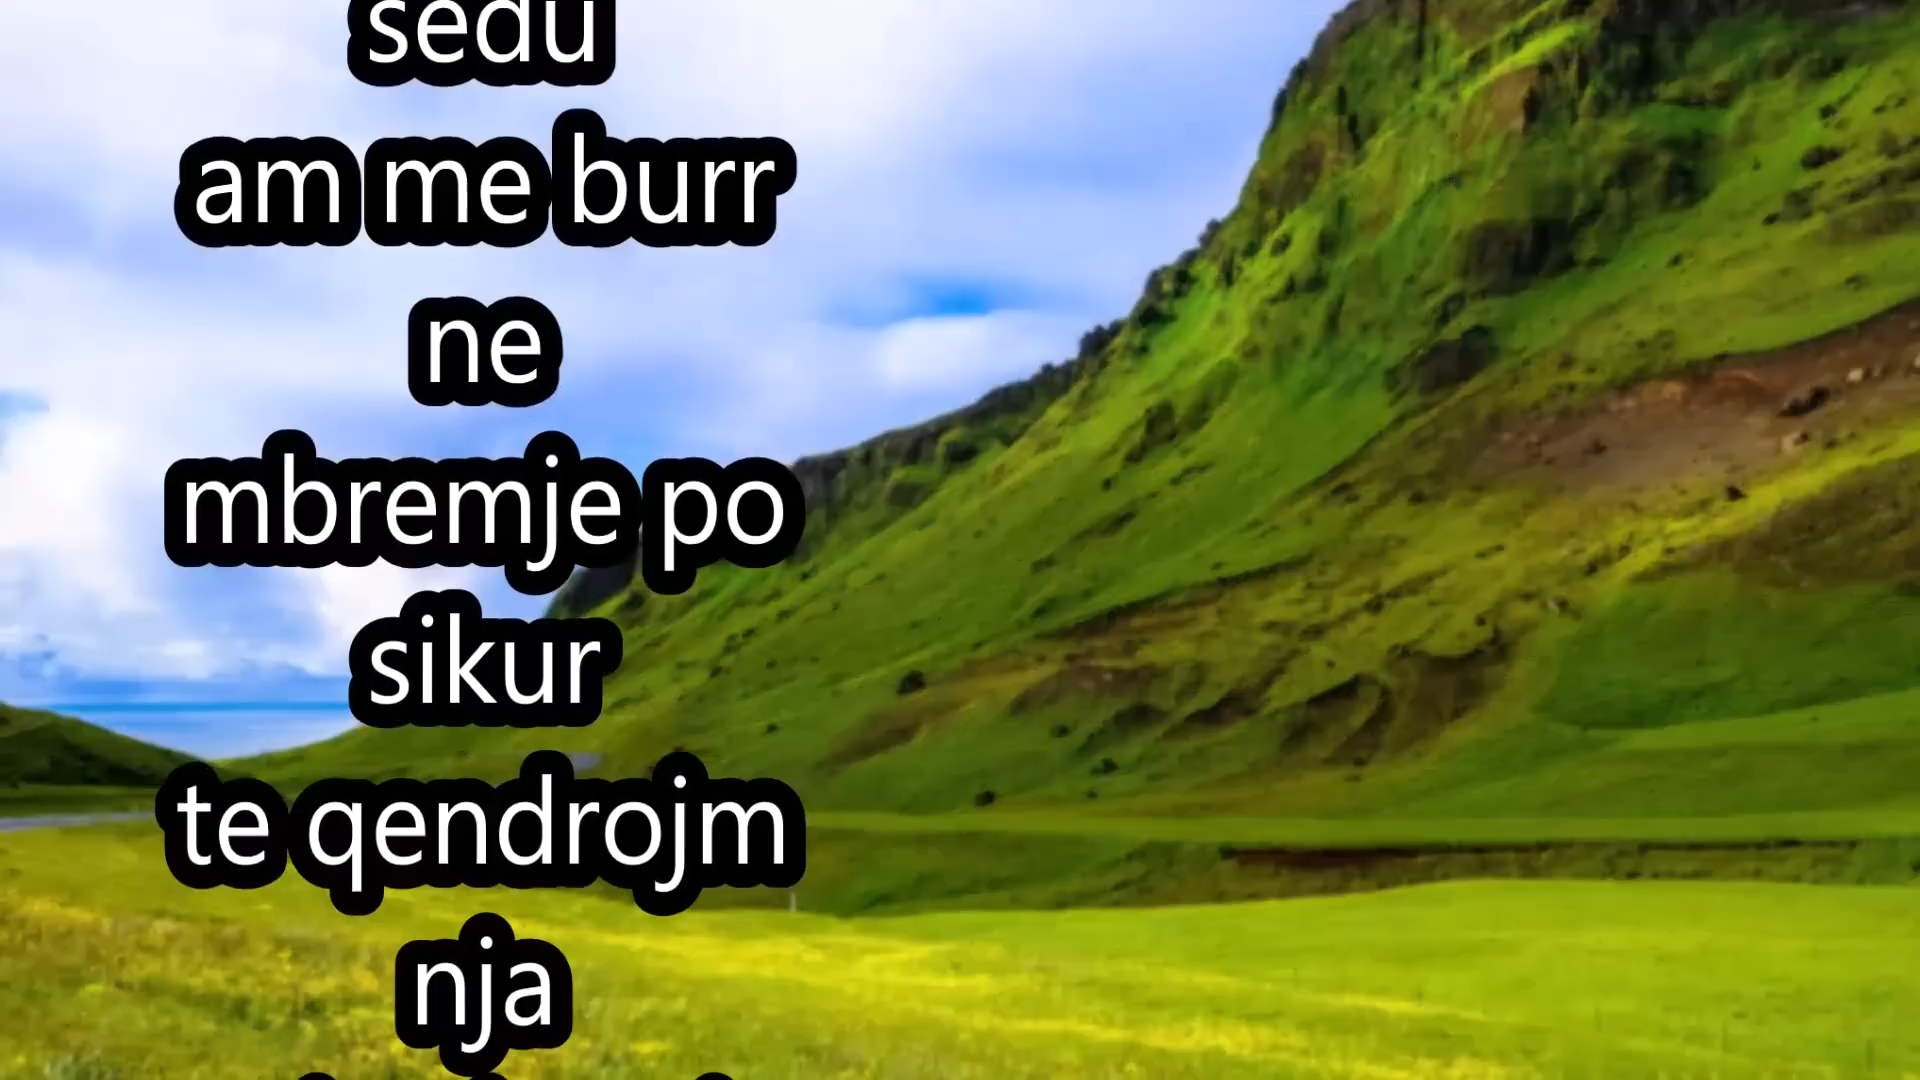 sedu
am me burr
ne
mbremje po
sikur
te qendrojm
nja